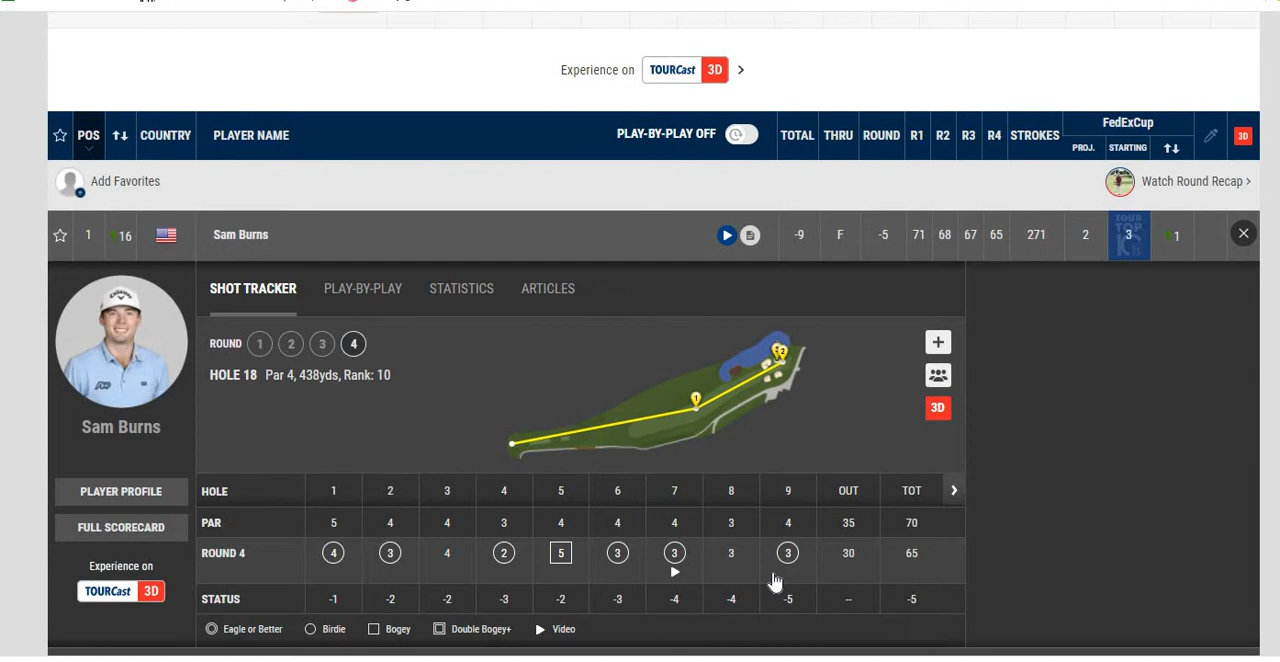 Experience on TOURCast 3D >
POS COUNTRY PLAYER NAME PLAY-BY-PLAY OFF TOTAL THRU ROUND R1 R2 R3 R4 STROKES FedExCup PROJ. STARTING 3D
Add Favorites Watch Round Recap >
1 16 Sam Burns -9 F -5 71 68 67 65 271 2 3 1
SHOT TRACKER PLAY-BY-PLAY STATISTICS ARTICLES
ROUND 1 2 3 4
HOLE 18 Par 4, 438yds, Rank: 10
1 2
3D
Sam Burns
PLAYER PROFILE
FULL SCORECARD
Experience on
TOURCast 3D
HOLE 1 2 3 4 5 6 7 8 9 OUT TOT
PAR 5 4 4 3 4 4 4 3 4 35 70
ROUND 4 4 3 4 2 5 3 3 3 3 30 65
STATUS -1 -2 -2 -3 -2 -3 -4 -4 -5 -- -5
Eagle or Better Birdie Bogey Double Bogey+ Video